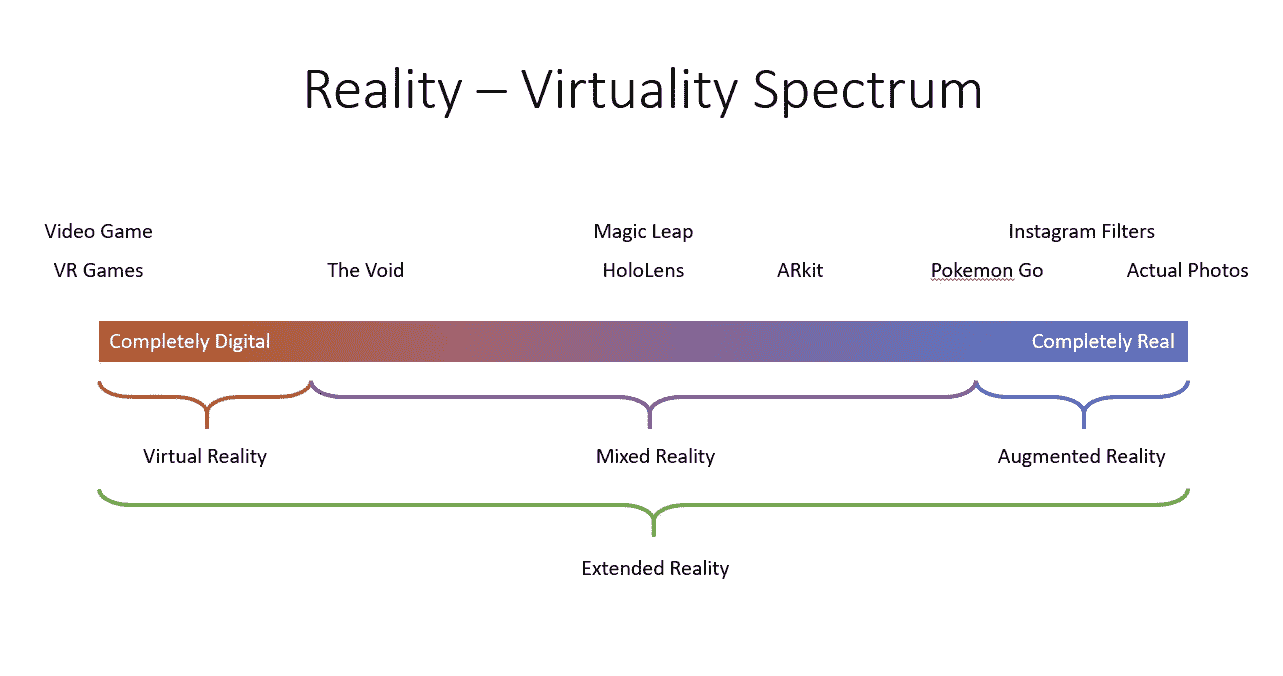 Reality – Virtuality Spectrum
Video Game
Magic Leap
Instagram Filters
VR Games
The Void
HoloLens
ARkit
Pokemon Go
Actual Photos
Completely Digital
Completely Real
Virtual Reality
Mixed Reality
Augmented Reality
Extended Reality